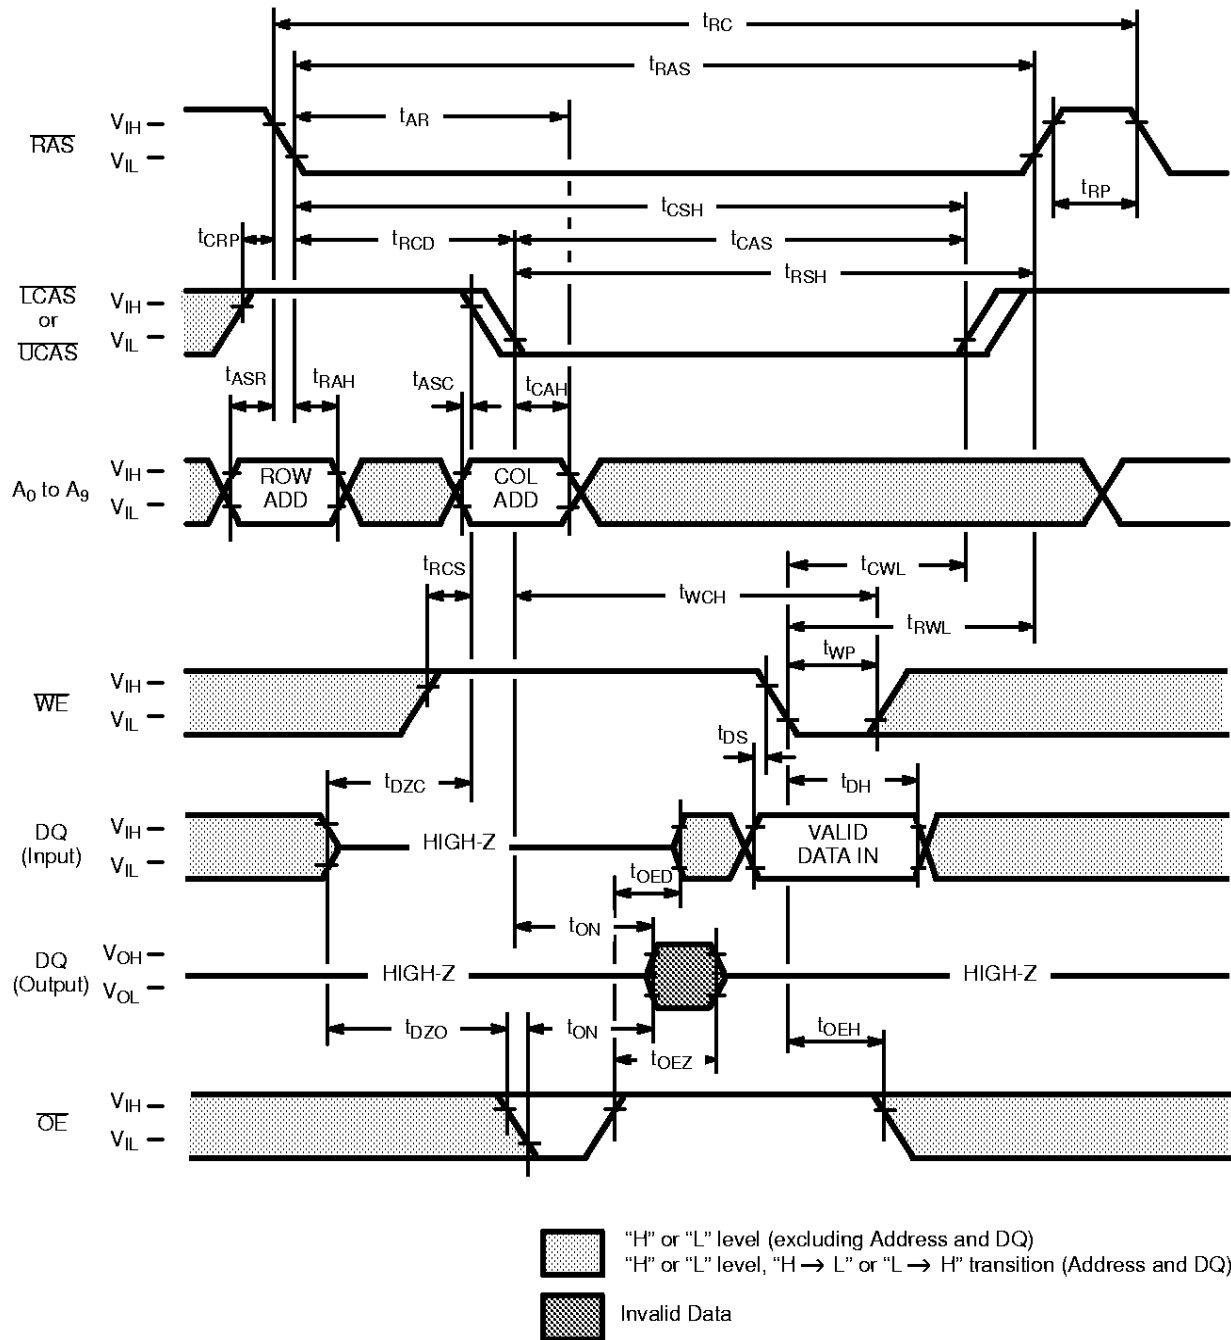 tRC
tRAS
tAR
RAS VIH
VIL
tRP
tCSH
tCRP tRCD tCAS
tRSH
LCAS VIH
or
UCAS VIL
tASR tRAH tASC tCAH
VIH ROW COL
A0 to A9
VIL ADD ADD
tRCS tCWL
tWCH
tRWL
tWP
WE VIH
VIL
tDS
tDZC tDH
DQ VIH HIGH-Z VALID
(Input) VIL DATA IN
tOED
tON
DQ VOH
HIGH-Z HIGH-Z
(Output) VOL
tDZO tON tOEH
tOEZ
OE VIH
VIL
“H” or “L” level (excluding Address and DQ)
“H” or “L” level, “H → L” or “L → H” transition (Address and DQ)
Invalid Data